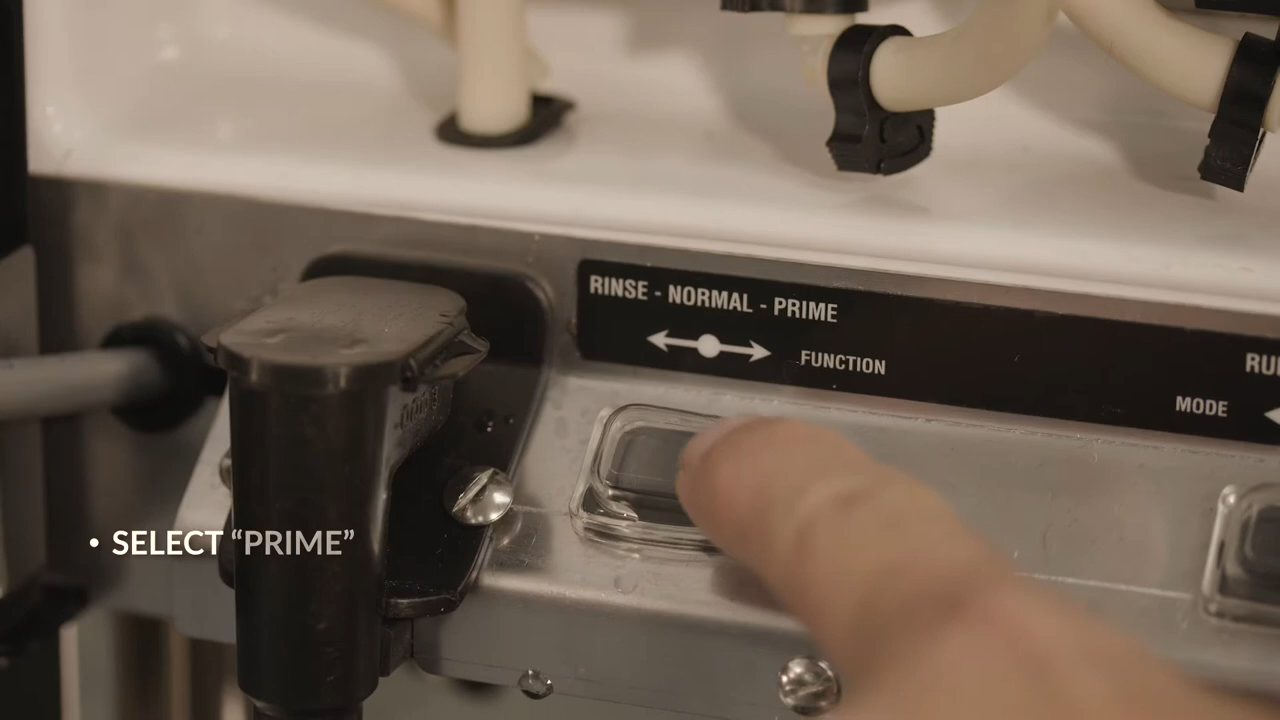 RINSE - NORMAL - PRIME
FUNCTION
MODE
• SELECT “PRIME”